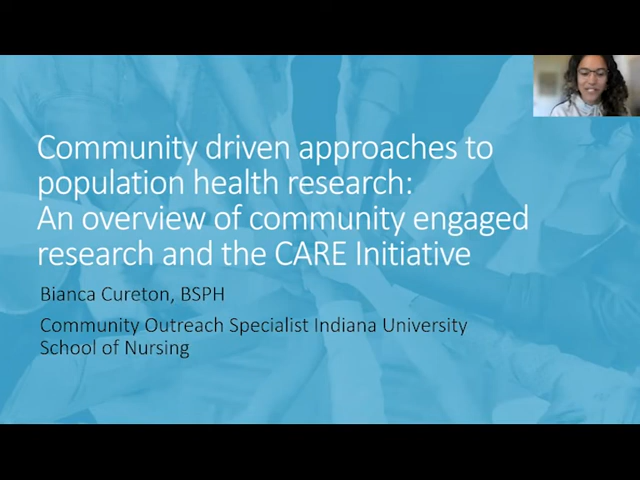 Community driven approaches to
population health research:
An overview of community engaged
research and the CARE Initiative
Bianca Cureton, BSPH
Community Outreach Specialist Indiana University
School of Nursing